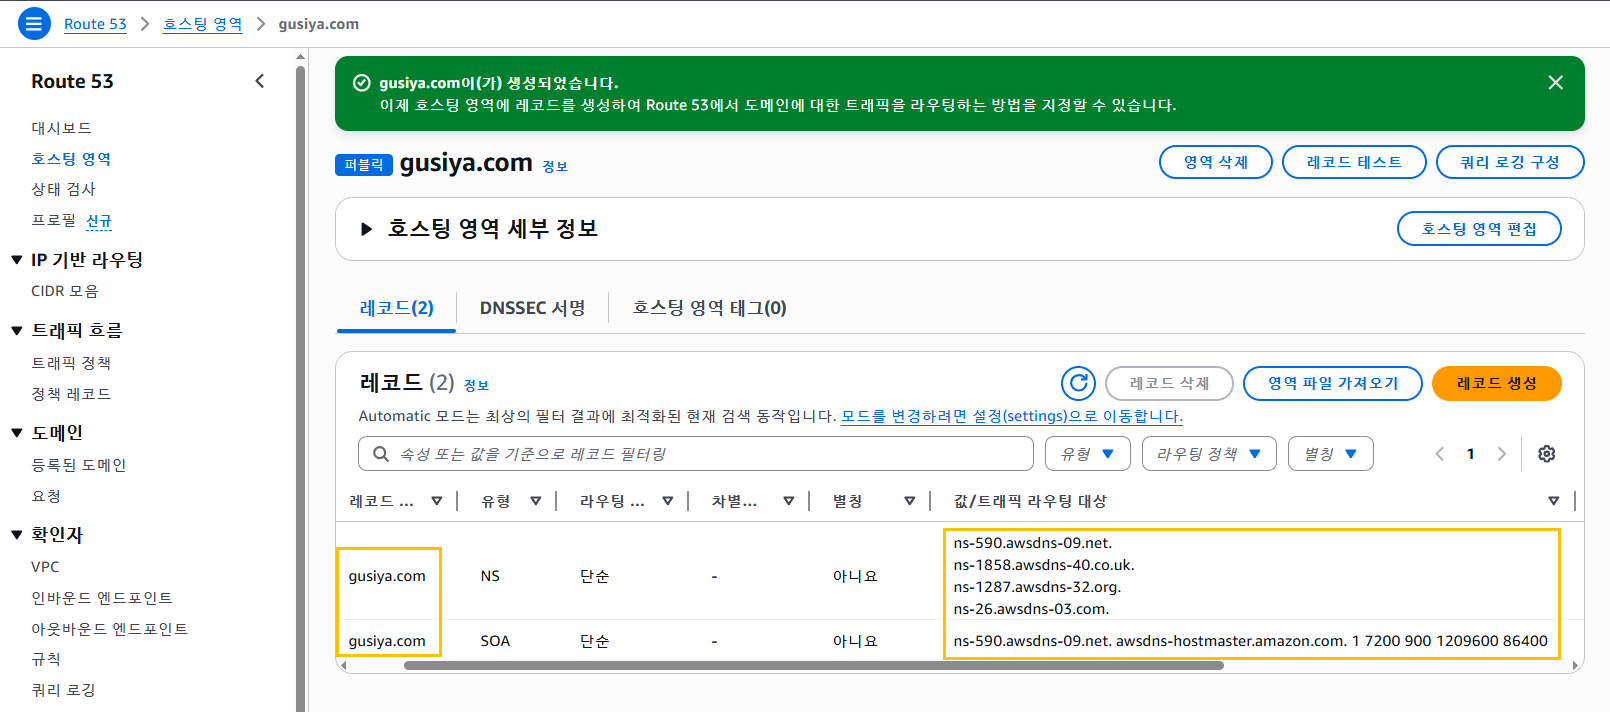 Route 53 > 호스팅 영역 > gusiya.com
Route 53
대시보드
호스팅 영역
상태 검사
프로필 신규
IP 기반 라우팅
CIDR 모음
트래픽 흐름
트래픽 정책
정책 레코드
도메인
등록된 도메인
요청
확인자
VPC
인바운드 엔드포인트
아웃바운드 엔드포인트
규칙
쿼리 로깅
gusiya.com이(가) 생성되었습니다.
이제 호스팅 영역에 레코드를 생성하여 Route 53에서 도메인에 대한 트래픽을 라우팅하는 방법을 지정할 수 있습니다.
퍼블릭 gusiya.com 정보
영역 삭제 레코드 테스트 쿼리 로깅 구성
호스팅 영역 세부 정보 호스팅 영역 편집
레코드(2) DNSSEC 서명 호스팅 영역 태그(0)
레코드 (2) 정보 레코드 삭제 영역 파일 가져오기 레코드 생성
Automatic 모드는 최상의 필터 결과에 최적화된 현재 검색 동작입니다. 모드를 변경하려면 설정(settings)으로 이동합니다.
속성 또는 값을 기준으로 레코드 필터링 유형 라우팅 정책 별칭 1
레코드 ... 유형 라우팅 ... 차별... 별칭 값/트래픽 라우팅 대상
gusiya.com NS 단순 - 아니요
ns-590.awsdns-09.net.
ns-1858.awsdns-40.co.uk.
ns-1287.awsdns-32.org.
ns-26.awsdns-03.com.
gusiya.com SOA 단순 - 아니요 ns-590.awsdns-09.net. awsdns-hostmaster.amazon.com. 1 7200 900 1209600 86400